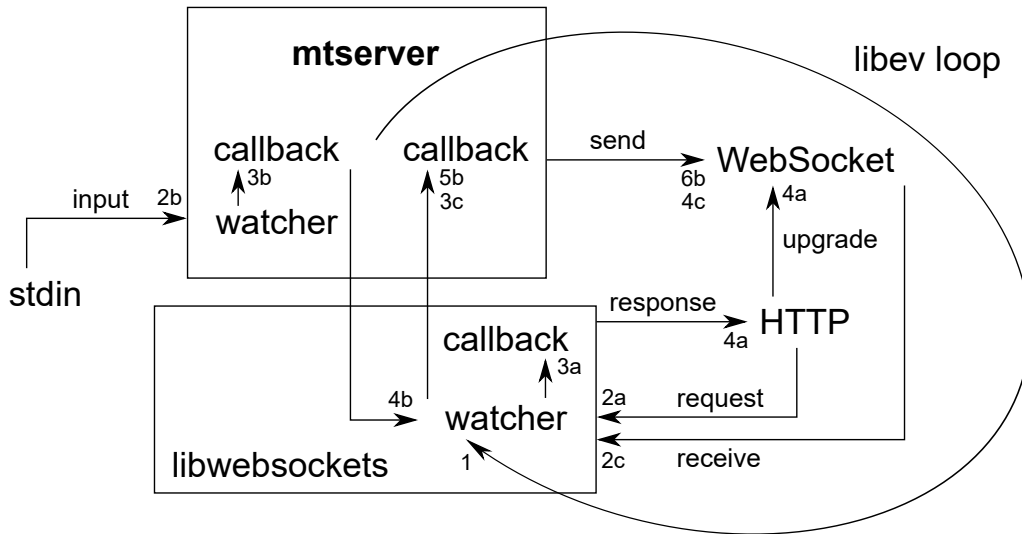 mtserver
libev loop
callback
callback
send
WebSocket
3b
5b
6b
4a
input
2b
3c
4c
watcher
upgrade
stdin
response
HTTP
callback
4a
3a
4b
2a
request
watcher
libwebsockets
1
2c
receive